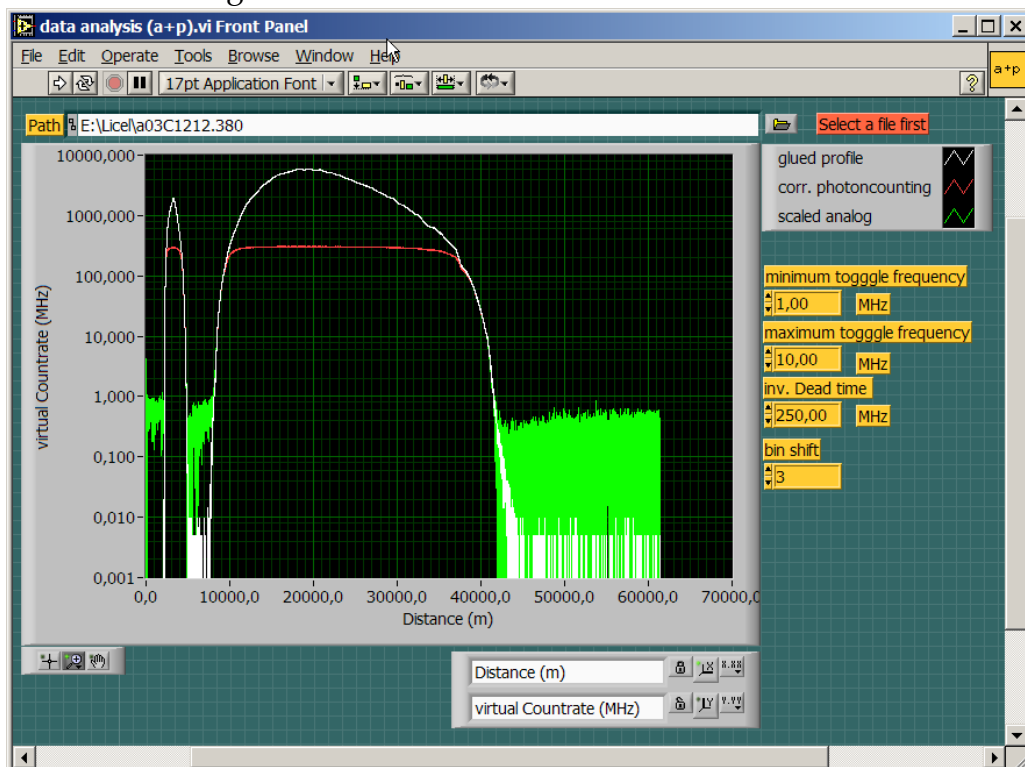 data analysis (a+p).vi Front Panel
File Edit Operate Tools Browse Window Help
17pt Application Font
a+p
Path E:\Licel\a03C1212.380
Select a file first
glued profile
corr. photoncounting
scaled analog
10000,000
1000,000
100,000
10,000
1,000
0,100
0,010
0,001
virtual Countrate (MHz)
0,0 10000,0 20000,0 30000,0 40000,0 50000,0 60000,0 70000,0
Distance (m)
minimum togggle frequency
1,00 MHz
maximum togggle frequency
10,00 MHz
inv. Dead time
250,00 MHz
bin shift
3
Distance (m)
virtual Countrate (MHz)